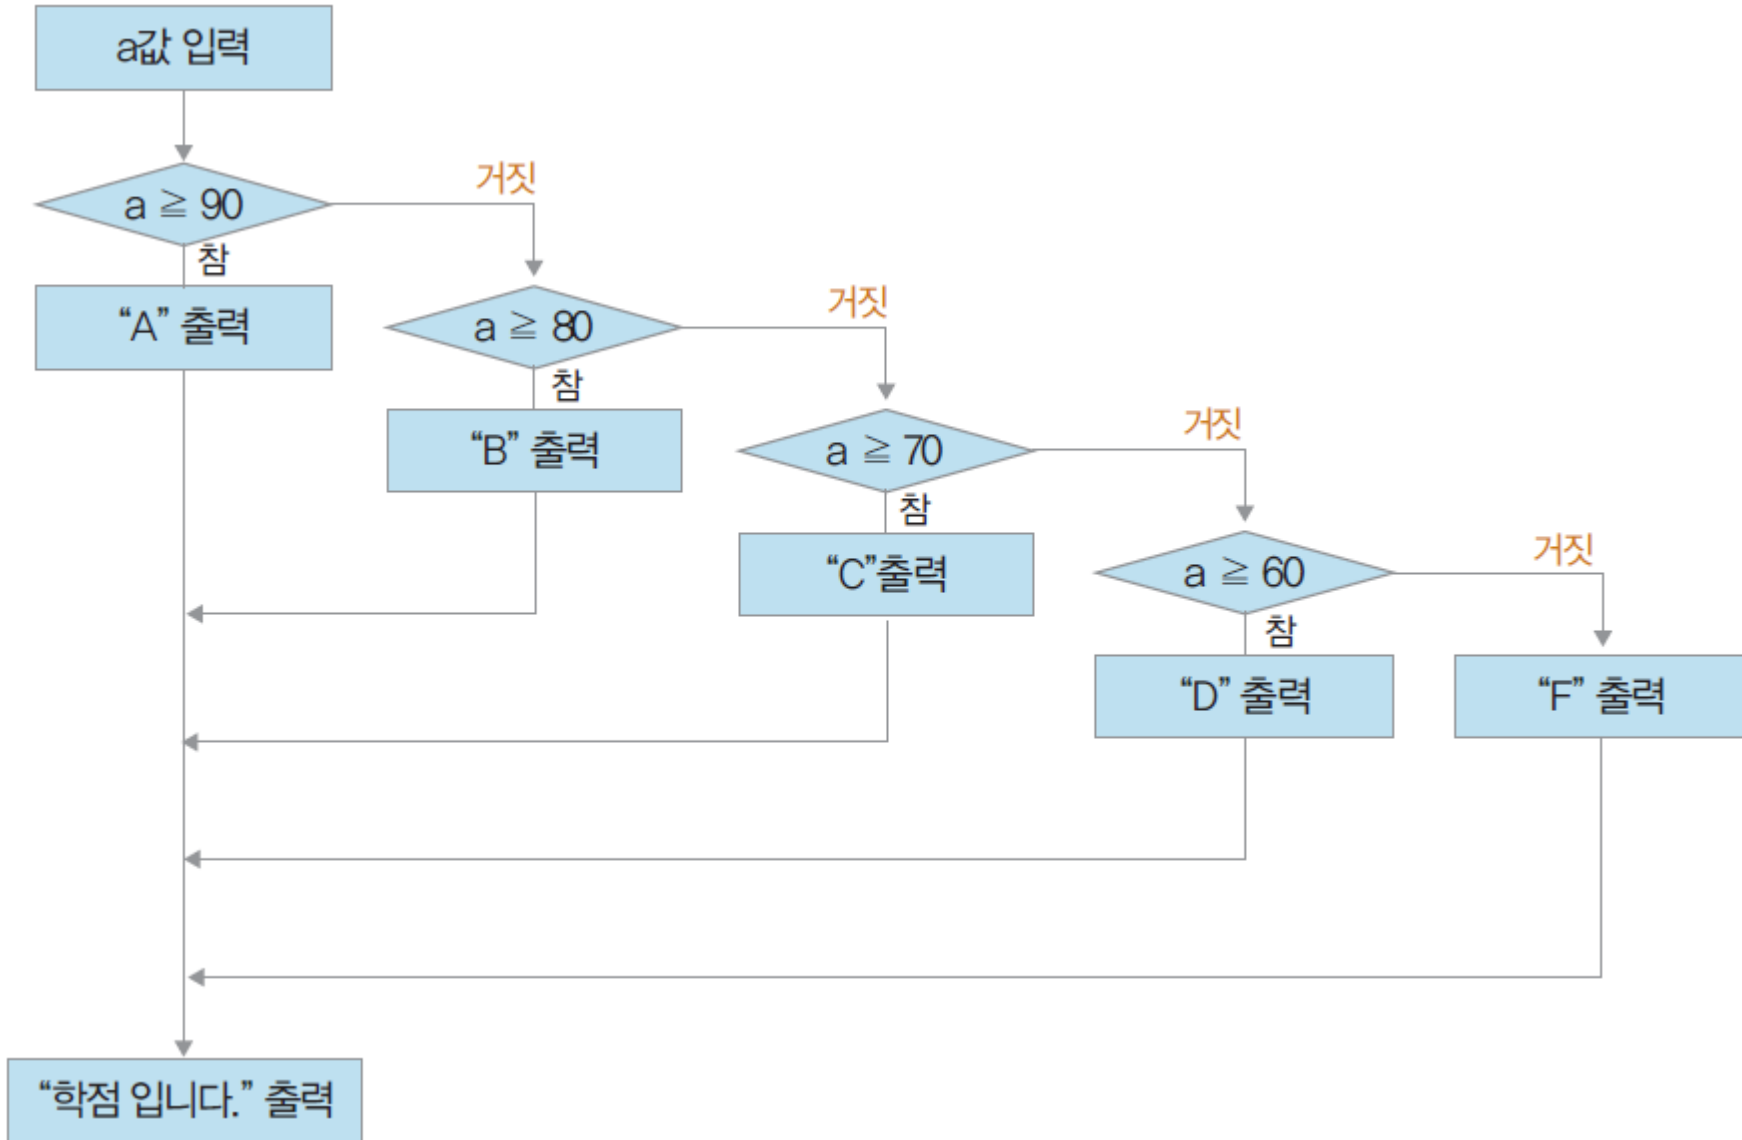 a값 입력
거짓
a ≧ 90
참
“A” 출력
거짓
a ≧ 80
참
“B” 출력
거짓
a ≧ 70
참
“C”출력
거짓
a ≧ 60
참
“D” 출력
“F” 출력
“학점 입니다.” 출력